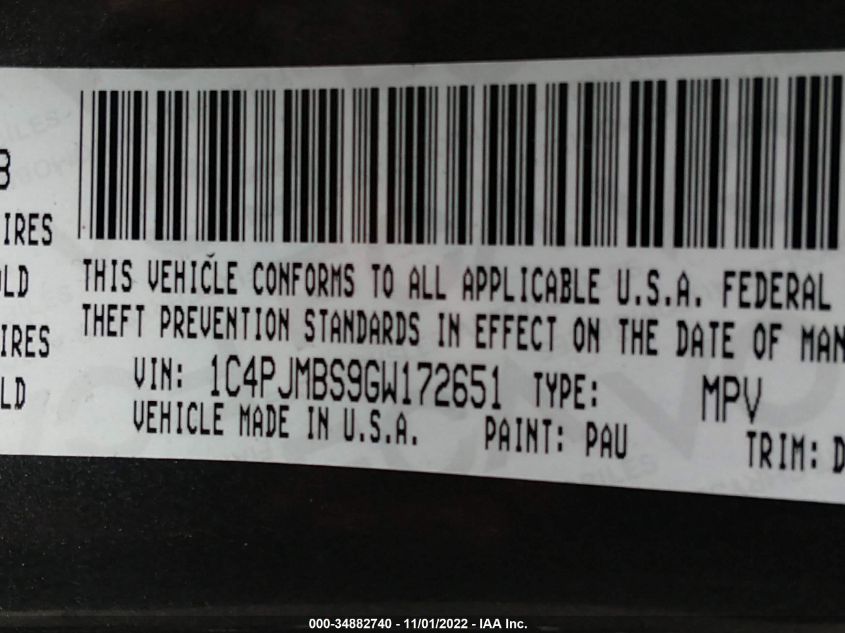 B
IRES
OLD
IRES
LD
THIS VEHICLE CONFORMS TO ALL APPLICABLE U.S.A. FEDERAL
THEFT PREVENTION STANDARDS IN EFFECT ON THE DATE OF MAN
VIN: 1C4PJMBS9GW172651 TYPE: MPV
VEHICLE MADE IN U.S.A. PAINT: PAU TRIM: D
000-34882740 - 11/01/2022 - IAA Inc.